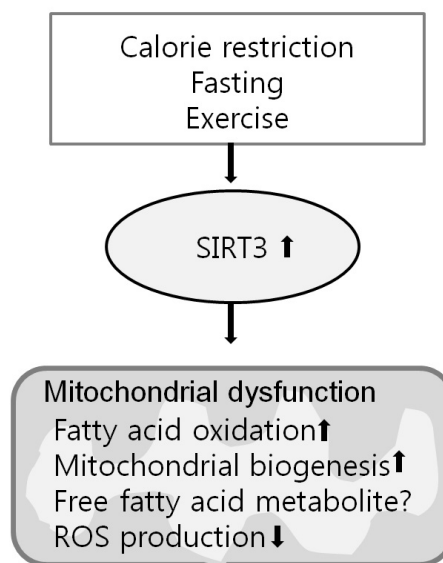 Calorie restriction
Fasting
Exercise
SIRT3 ⬆
Mitochondrial dysfunction
Fatty acid oxidation⬆
Mitochondrial biogenesis⬆
Free fatty acid metabolite?
ROS production⬇